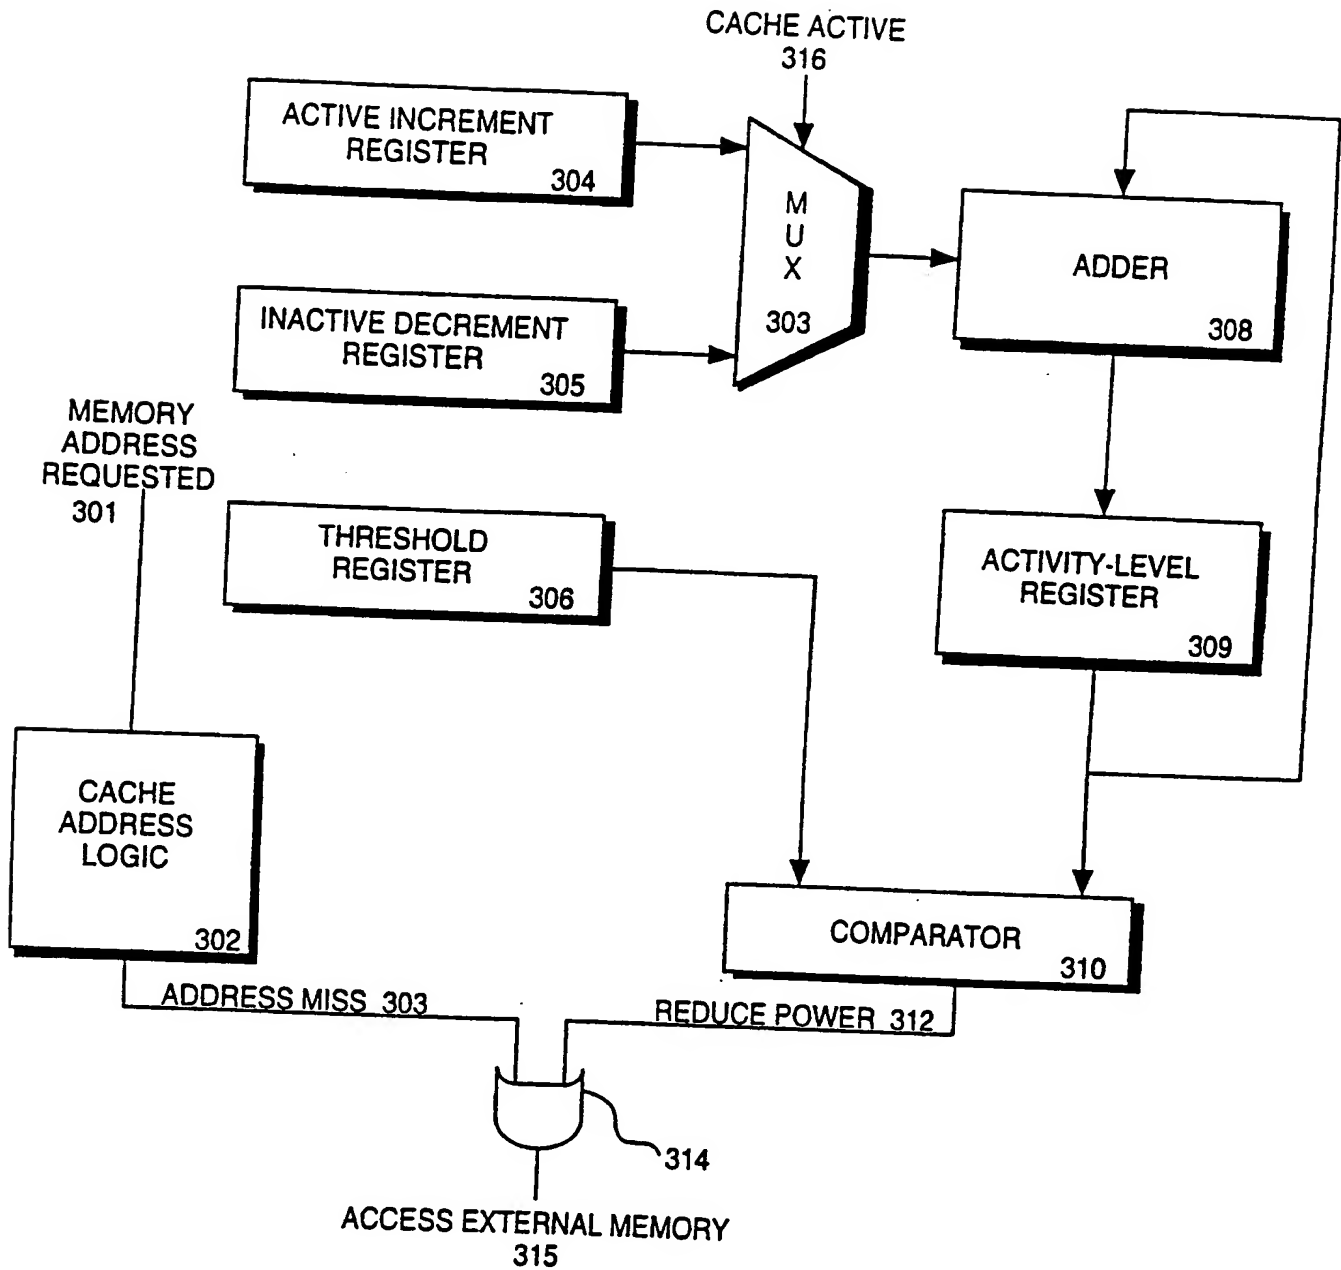 CACHE ACTIVE
316
ACTIVE INCREMENT
REGISTER
304
MUX
303
ADDER
308
INACTIVE DECREMENT
REGISTER
305
MEMORY
ADDRESS
REQUESTED
301
THRESHOLD
REGISTER
306
ACTIVITY-LEVEL
REGISTER
309
CACHE
ADDRESS
LOGIC
302
COMPARATOR
310
ADDRESS MISS 303
REDUCE POWER 312
314
ACCESS EXTERNAL MEMORY
315